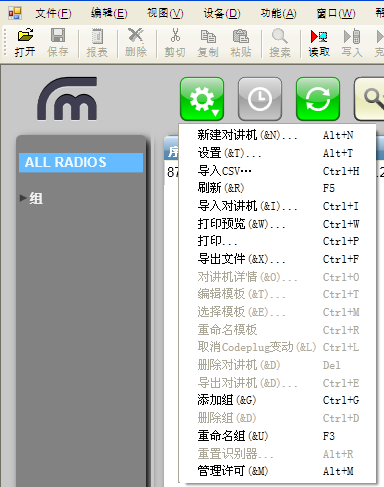 文件(F) 编辑(E) 视图(V) 设备(D) 功能(A) 窗口(W)
打开 保存 报表 删除 剪切 复制 粘贴 搜索 读取 写入
ALL RADIOS
组
新建对讲机(&N)... Alt+N
设置(&T)... Alt+T
导入CSV… Ctrl+H
刷新(&R) F5
导入对讲机(&I)... Ctrl+I
打印预览(&W)... Ctrl+W
打印... Ctrl+P
导出文件(&X)... Ctrl+F
对讲机详情(&O)... Ctrl+O
编辑模板(&T)... Ctrl+T
选择模板(&E)... Ctrl+M
重命名模板 Ctrl+R
取消Codeplug变动(&L) Ctrl+L
删除对讲机(&D) Del
导出对讲机(&D)... Ctrl+E
添加组(&G) Ctrl+G
删除组(&D) Ctrl+D
重命名组(&U) F3
重置识别器... Alt+R
管理许可(&M) Alt+M